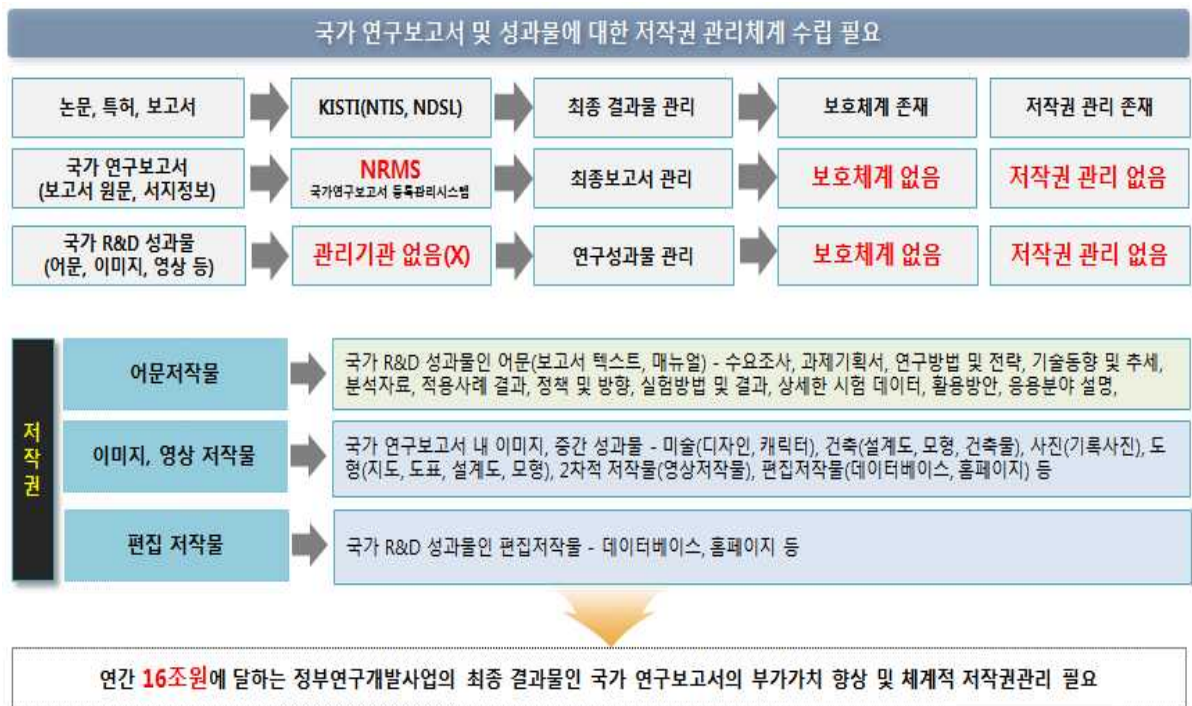 국가 연구보고서 및 성과물에 대한 저작권 관리체계 수립 필요
논문, 특허, 보고서
KISTI(NTIS, NDSL)
최종 결과물 관리
보호체계 존재
저작권 관리 존재
국가 연구보고서
(보고서 원문, 서지정보)
NRMS
국가연구보고서 등록관리시스템
최종보고서 관리
보호체계 없음
저작권 관리 없음
국가 R&D 성과물
(어문, 이미지, 영상 등)
관리기관 없음(X)
연구성과물 관리
보호체계 없음
저작권 관리 없음
저작권
어문저작물
국가 R&D 성과물인 어문(보고서 텍스트, 매뉴얼) - 수요조사, 과제기획서, 연구방법 및 전략, 기술동향 및 추세,
분석자료, 적용사례 결과, 정책 및 방향, 실험방법 및 결과, 상세한 시험 데이터, 활용방안, 응용분야 설명,
이미지, 영상 저작물
국가 연구보고서 내 이미지, 중간 성과물 - 미술(디자인, 캐릭터), 건축(설계도, 모형, 건축물), 사진(기록사진), 도
형(지도, 도표, 설계도, 모형), 2차적 저작물(영상저작물), 편집저작물(데이터베이스, 홈페이지) 등
편집 저작물
국가 R&D 성과물인 편집저작물 - 데이터베이스, 홈페이지 등
연간 16조원에 달하는 정부연구개발사업의 최종 결과물인 국가 연구보고서의 부가가치 향상 및 체계적 저작권관리 필요